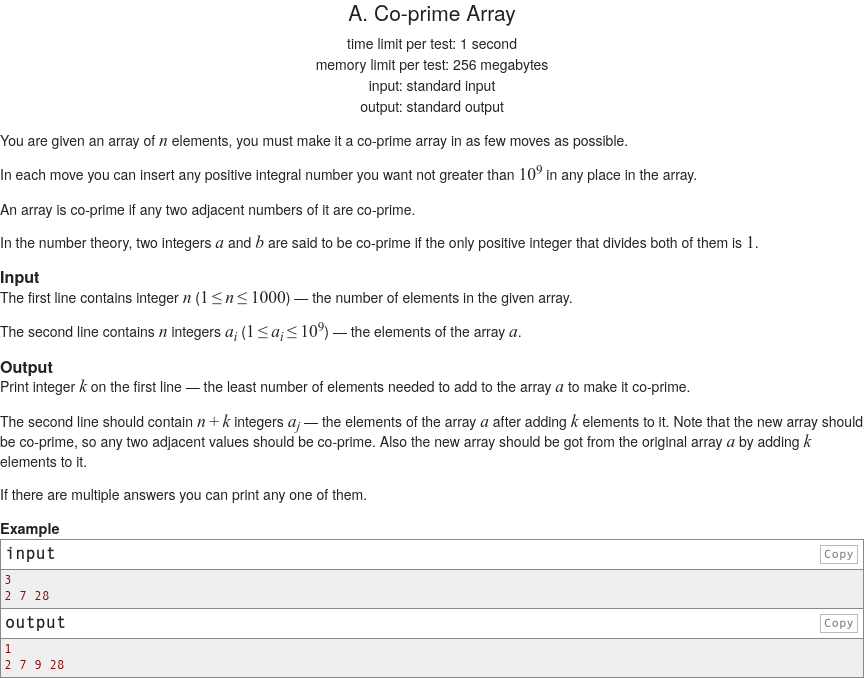 A. Co-prime Array
time limit per test: 1 second
memory limit per test: 256 megabytes
input: standard input
output: standard output
You are given an array of n elements, you must make it a co-prime array in as few moves as possible.
In each move you can insert any positive integral number you want not greater than 10⁹ in any place in the array.
An array is co-prime if any two adjacent numbers of it are co-prime.
In the number theory, two integers a and b are said to be co-prime if the only positive integer that divides both of them is 1.
Input
The first line contains integer n (1 ≤ n ≤ 1000) — the number of elements in the given array.
The second line contains n integers aᵢ (1 ≤ aᵢ ≤ 10⁹) — the elements of the array a.
Output
Print integer k on the first line — the least number of elements needed to add to the array a to make it co-prime.
The second line should contain n + k integers aⱼ — the elements of the array a after adding k elements to it. Note that the new array should
be co-prime, so any two adjacent values should be co-prime. Also the new array should be got from the original array a by adding k
elements to it.
If there are multiple answers you can print any one of them.
Example
input Copy
3
2 7 28
output Copy
1
2 7 9 28